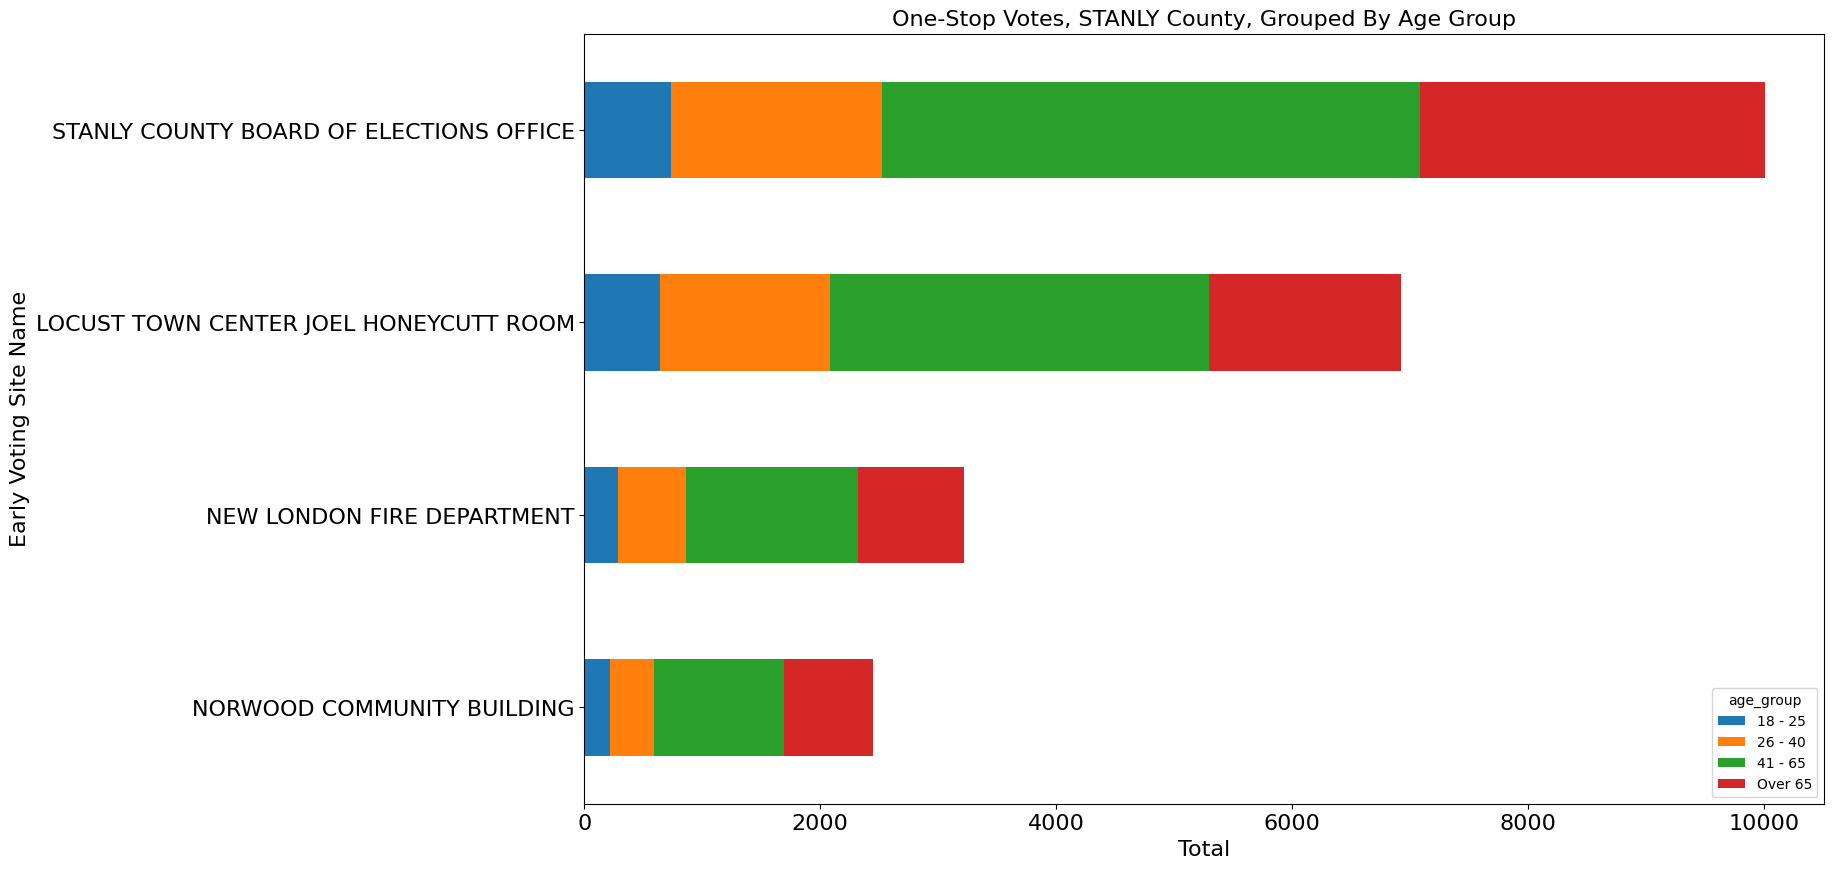 One-Stop Votes, STANLY County, Grouped By Age Group
Early Voting Site Name
STANLY COUNTY BOARD OF ELECTIONS OFFICE
LOCUST TOWN CENTER JOEL HONEYCUTT ROOM
NEW LONDON FIRE DEPARTMENT
NORWOOD COMMUNITY BUILDING
age_group
18 - 25
26 - 40
41 - 65
Over 65
0 2000 4000 6000 8000 10000
Total